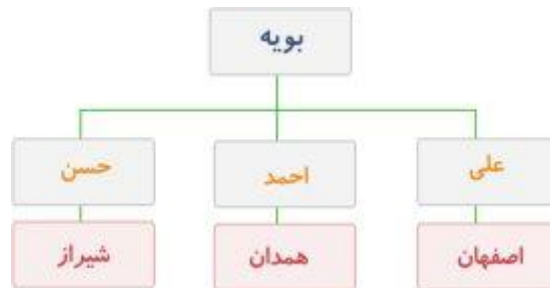 بویه
علی
احمد
حسن
اصفهان
همدان
شیراز